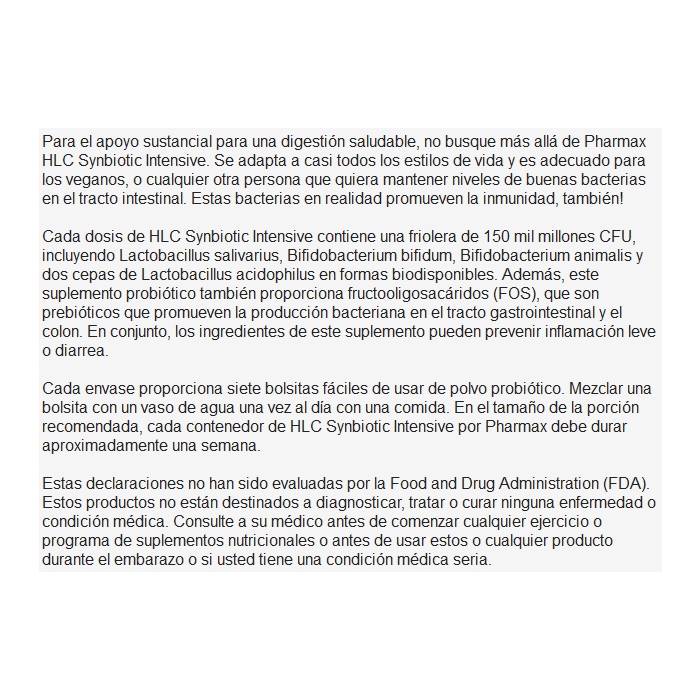 Para el apoyo sustancial para una digestión saludable, no busque más allá de Pharmax
HLC Synbiotic Intensive. Se adapta a casi todos los estilos de vida y es adecuado para
los veganos, o cualquier otra persona que quiera mantener niveles de buenas bacterias
en el tracto intestinal. Estas bacterias en realidad promueven la inmunidad, también!
Cada dosis de HLC Synbiotic Intensive contiene una friolera de 150 mil millones CFU,
incluyendo Lactobacillus salivarius, Bifidobacterium bifidum, Bifidobacterium animalis y
dos cepas de Lactobacillus acidophilus en formas biodisponibles. Además, este
suplemento probiótico también proporciona fructooligosacáridos (FOS), que son
prebióticos que promueven la producción bacteriana en el tracto gastrointestinal y el
colon. En conjunto, los ingredientes de este suplemento pueden prevenir inflamación leve
o diarrea.
Cada envase proporciona siete bolsitas fáciles de usar de polvo probiótico. Mezclar una
bolsita con un vaso de agua una vez al día con una comida. En el tamaño de la porción
recomendada, cada contenedor de HLC Synbiotic Intensive por Pharmax debe durar
aproximadamente una semana.
Estas declaraciones no han sido evaluadas por la Food and Drug Administration (FDA).
Estos productos no están destinados a diagnosticar, tratar o curar ninguna enfermedad o
condición médica. Consulte a su médico antes de comenzar cualquier ejercicio o
programa de suplementos nutricionales o antes de usar estos o cualquier producto
durante el embarazo o si usted tiene una condición médica seria.